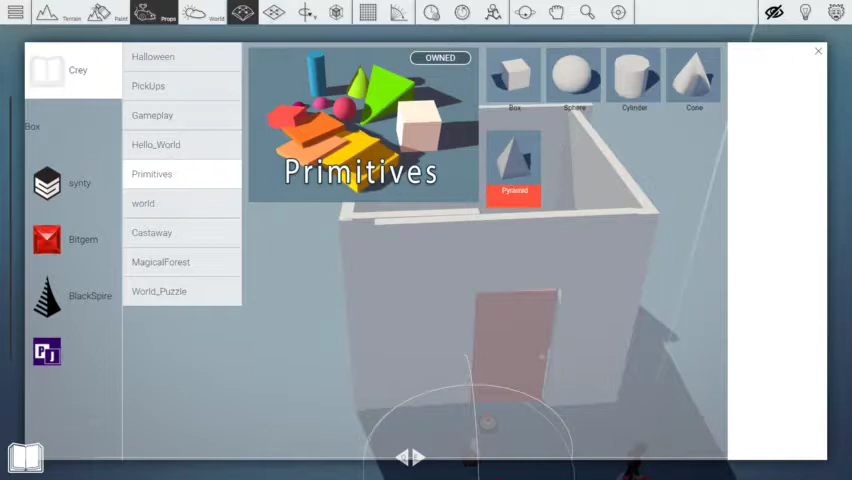 Terrain
Paint
Props
World
Crey
Box
synty
Bitgem
BlackSpire
PJ
Halloween
PickUps
Gameplay
Hello_World
Primitives
world
Castaway
MagicalForest
World_Puzzle
OWNED
Primitives
Box
Sphere
Cylinder
Cone
Pyramid